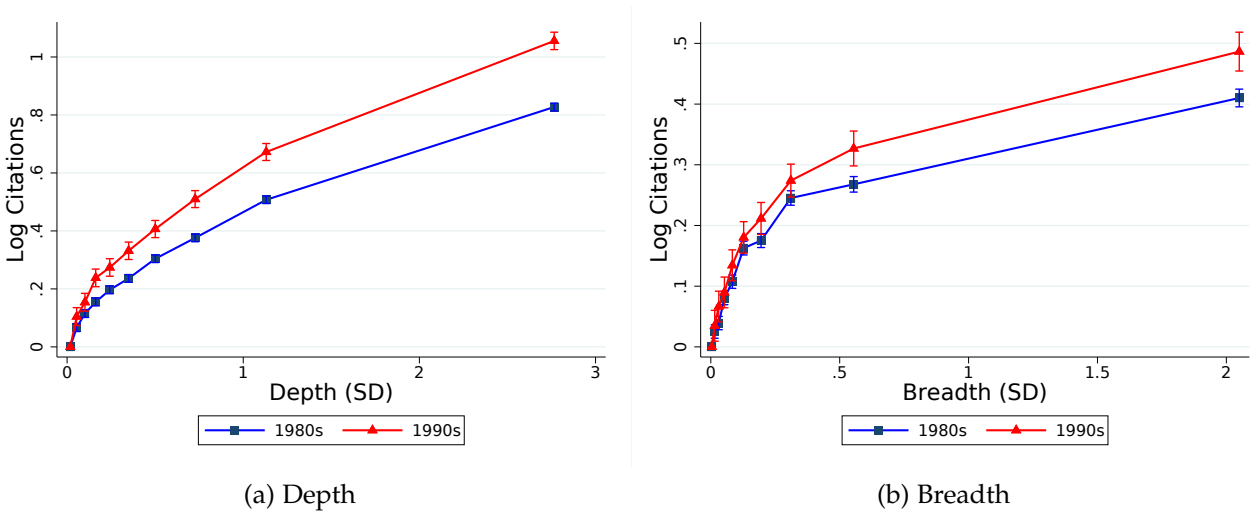 Log Citations
1
.8
.6
.4
.2
0
0 1 2 3
Depth (SD)
1980s 1990s
(a) Depth
Log Citations
.5
.4
.3
.2
.1
0
0 .5 1 1.5 2
Breadth (SD)
1980s 1990s
(b) Breadth